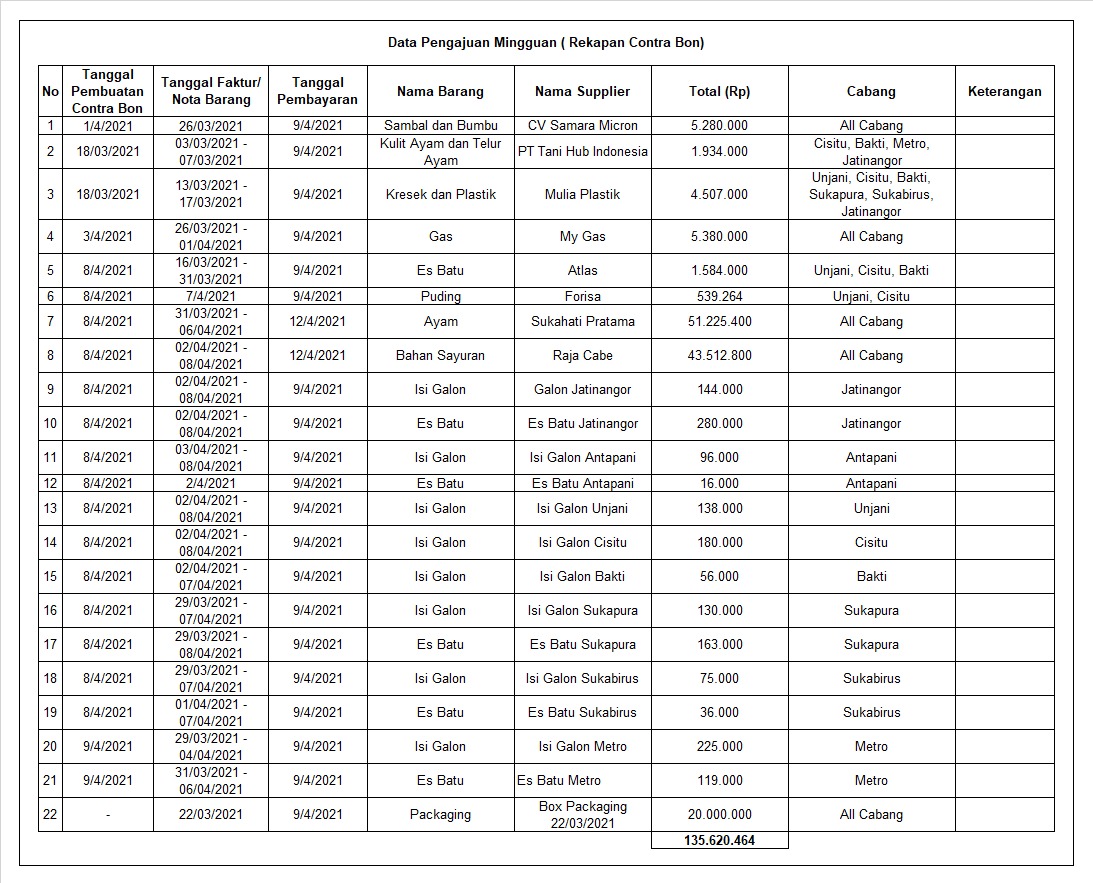 Data Pengajuan Mingguan ( Rekapan Contra Bon)
No Tanggal Pembuatan Contra Bon Tanggal Faktur/ Nota Barang Tanggal Pembayaran Nama Barang Nama Supplier Total (Rp) Cabang Keterangan
1 1/4/2021 26/03/2021 9/4/2021 Sambal dan Bumbu CV Samara Micron 5.280.000 All Cabang
2 18/03/2021 03/03/2021 - 07/03/2021 9/4/2021 Kulit Ayam dan Telur Ayam PT Tani Hub Indonesia 1.934.000 Cisitu, Bakti, Metro, Jatinangor
3 18/03/2021 13/03/2021 - 17/03/2021 9/4/2021 Kresek dan Plastik Mulia Plastik 4.507.000 Unjani, Cisitu, Bakti, Sukapura, Sukabirus, Jatinangor
4 3/4/2021 26/03/2021 - 01/04/2021 9/4/2021 Gas My Gas 5.380.000 All Cabang
5 8/4/2021 16/03/2021 - 31/03/2021 9/4/2021 Es Batu Atlas 1.584.000 Unjani, Cisitu, Bakti
6 8/4/2021 7/4/2021 9/4/2021 Puding Forisa 539.264 Unjani, Cisitu
7 8/4/2021 31/03/2021 - 06/04/2021 12/4/2021 Ayam Sukahati Pratama 51.225.400 All Cabang
8 8/4/2021 02/04/2021 - 08/04/2021 12/4/2021 Bahan Sayuran Raja Cabe 43.512.800 All Cabang
9 8/4/2021 02/04/2021 - 08/04/2021 9/4/2021 Isi Galon Galon Jatinangor 144.000 Jatinangor
10 8/4/2021 02/04/2021 - 08/04/2021 9/4/2021 Es Batu Es Batu Jatinangor 280.000 Jatinangor
11 8/4/2021 03/04/2021 - 08/04/2021 9/4/2021 Isi Galon Isi Galon Antapani 96.000 Antapani
12 8/4/2021 2/4/2021 9/4/2021 Es Batu Es Batu Antapani 16.000 Antapani
13 8/4/2021 02/04/2021 - 08/04/2021 9/4/2021 Isi Galon Isi Galon Unjani 138.000 Unjani
14 8/4/2021 02/04/2021 - 08/04/2021 9/4/2021 Isi Galon Isi Galon Cisitu 180.000 Cisitu
15 8/4/2021 02/04/2021 - 07/04/2021 9/4/2021 Isi Galon Isi Galon Bakti 56.000 Bakti
16 8/4/2021 29/03/2021 - 07/04/2021 9/4/2021 Isi Galon Isi Galon Sukapura 130.000 Sukapura
17 8/4/2021 29/03/2021 - 08/04/2021 9/4/2021 Es Batu Es Batu Sukapura 163.000 Sukapura
18 8/4/2021 29/03/2021 - 07/04/2021 9/4/2021 Isi Galon Isi Galon Sukabirus 75.000 Sukabirus
19 8/4/2021 01/04/2021 - 07/04/2021 9/4/2021 Es Batu Es Batu Sukabirus 36.000 Sukabirus
20 9/4/2021 29/03/2021 - 04/04/2021 9/4/2021 Isi Galon Isi Galon Metro 225.000 Metro
21 9/4/2021 31/03/2021 - 06/04/2021 9/4/2021 Es Batu Es Batu Metro 119.000 Metro
22 - 22/03/2021 9/4/2021 Packaging Box Packaging 22/03/2021 20.000.000 All Cabang
135.620.464